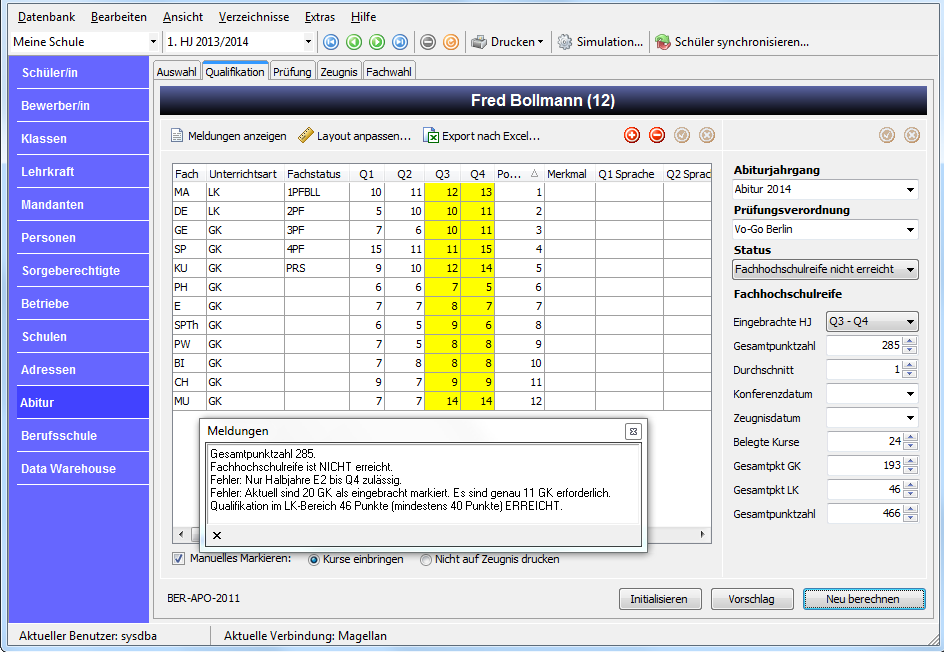 Datenbank Bearbeiten Ansicht Verzeichnisse Extras Hilfe
Meine Schule 1. HJ 2013/2014 Drucken Simulation... Schüler synchronisieren...
Schüler/in
Bewerber/in
Klassen
Lehrkraft
Mandanten
Personen
Sorgeberechtigte
Betriebe
Schulen
Adressen
Abitur
Berufsschule
Data Warehouse
Auswahl Qualifikation Prüfung Zeugnis Fachwahl
Fred Bollmann (12)
Meldungen anzeigen Layout anpassen... Export nach Excel...
Fach Unterrichtsart Fachstatus Q1 Q2 Q3 Q4 Po... Merkmal Q1 Sprache Q2 Sprac
MA LK 1PFBLL 10 11 12 13 1
DE LK 2PF 5 10 10 11 2
GE GK 3PF 7 6 10 11 3
SP GK 4PF 15 11 11 15 4
KU GK PRS 9 10 12 14 5
PH GK 6 6 7 5 6
E GK 7 7 8 7 7
SPTh GK 6 5 9 6 8
PW GK 7 5 8 8 9
BI GK 7 8 8 8 10
CH GK 9 7 9 9 11
MU GK 7 7 14 14 12
Meldungen
Gesamtpunktzahl 285.
Fachhochschulreife ist NICHT erreicht.
Fehler: Nur Halbjahre E2 bis Q4 zulässig.
Fehler: Aktuell sind 20 GK als eingebracht markiert. Es sind genau 11 GK erforderlich.
Qualifikation im LK-Bereich 46 Punkte (mindestens 40 Punkte) ERREICHT.
Manuelles Markieren: Kurse einbringen Nicht auf Zeugnis drucken
Abiturjahrgang
Abitur 2014
Prüfungsverordnung
Vo-Go Berlin
Status
Fachhochschulreife nicht erreicht
Fachhochschulreife
Eingebrachte HJ Q3 - Q4
Gesamtpunktzahl 285
Durchschnitt 1
Konferenzdatum
Zeugnisdatum
Belegte Kurse 24
Gesamtpkt GK 193
Gesamtpkt LK 46
Gesamtpunktzahl 466
BER-APO-2011 Initialisieren Vorschlag Neu berechnen
Aktueller Benutzer: sysdba Aktuelle Verbindung: Magellan